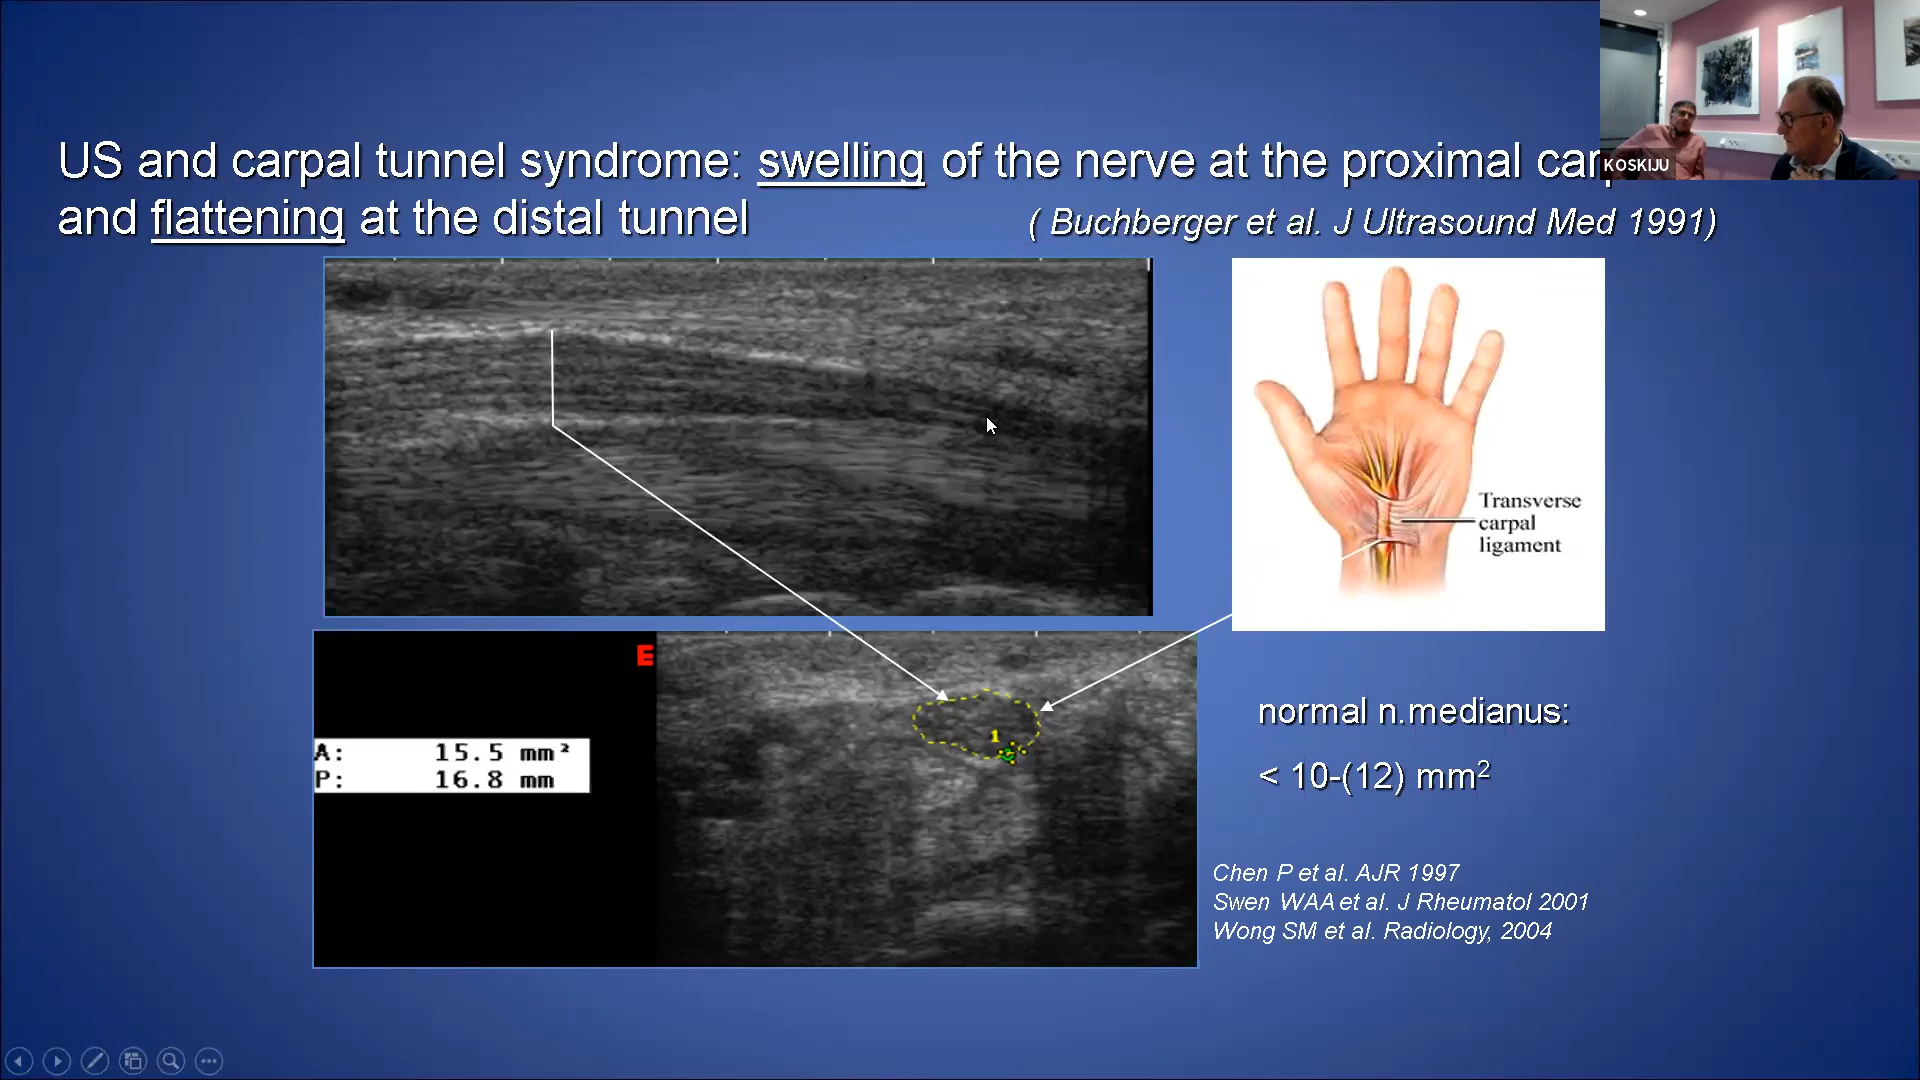 KOSKIJU
US and carpal tunnel syndrome: swelling of the nerve at the proximal
and flattening at the distal tunnel
( Buchberger et al. J Ultrasound Med 1991)
Transverse
carpal
ligament
E
1
A: 15.5 mm²
P: 16.8 mm
normal n.medianus:
< 10-(12) mm²
Chen P et al. AJR 1997
Swen WAA et al. J Rheumatol 2001
Wong SM et al. Radiology, 2004